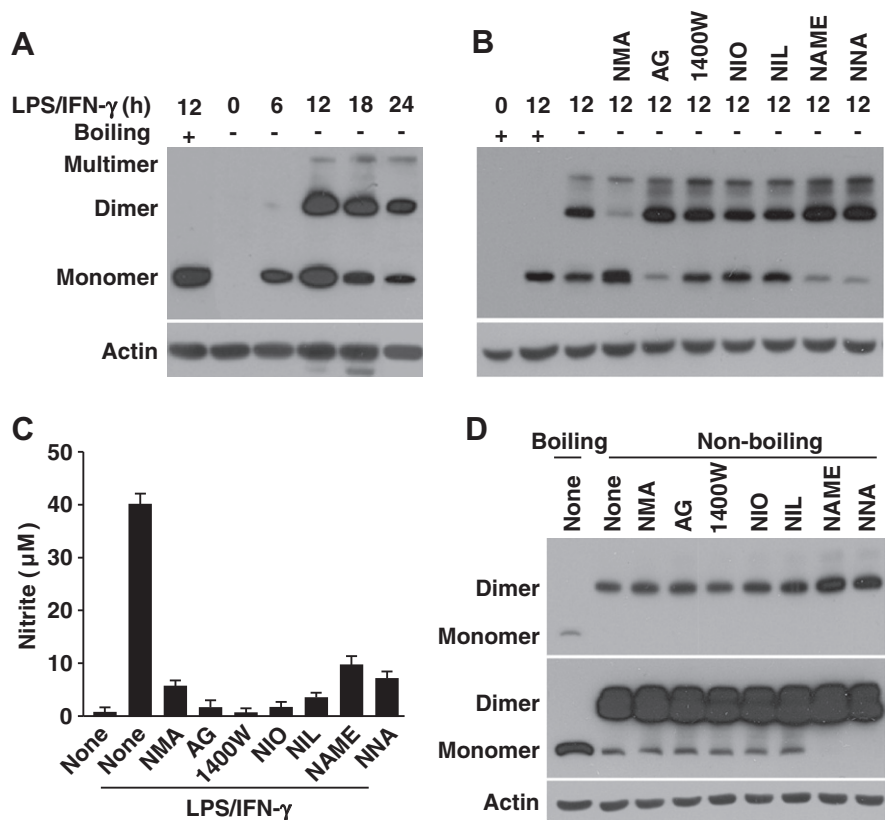 A
LPS/IFN-γ (h) 12 0 6 12 18 24
Boiling + - - - - -
Multimer
Dimer
Monomer
Actin
B
NMA AG 1400W NIO NIL NAME NNA
0 12 12 12 12 12 12 12 12 12
+ + - - - - - - - -
C
Nitrite (µM)
50
40
30
20
10
0
None None NMA AG 1400W NIO NIL NAME NNA
LPS/IFN-γ
D
Boiling Non-boiling
None None NMA AG 1400W NIO NIL NAME NNA
Dimer
Monomer
Dimer
Monomer
Actin